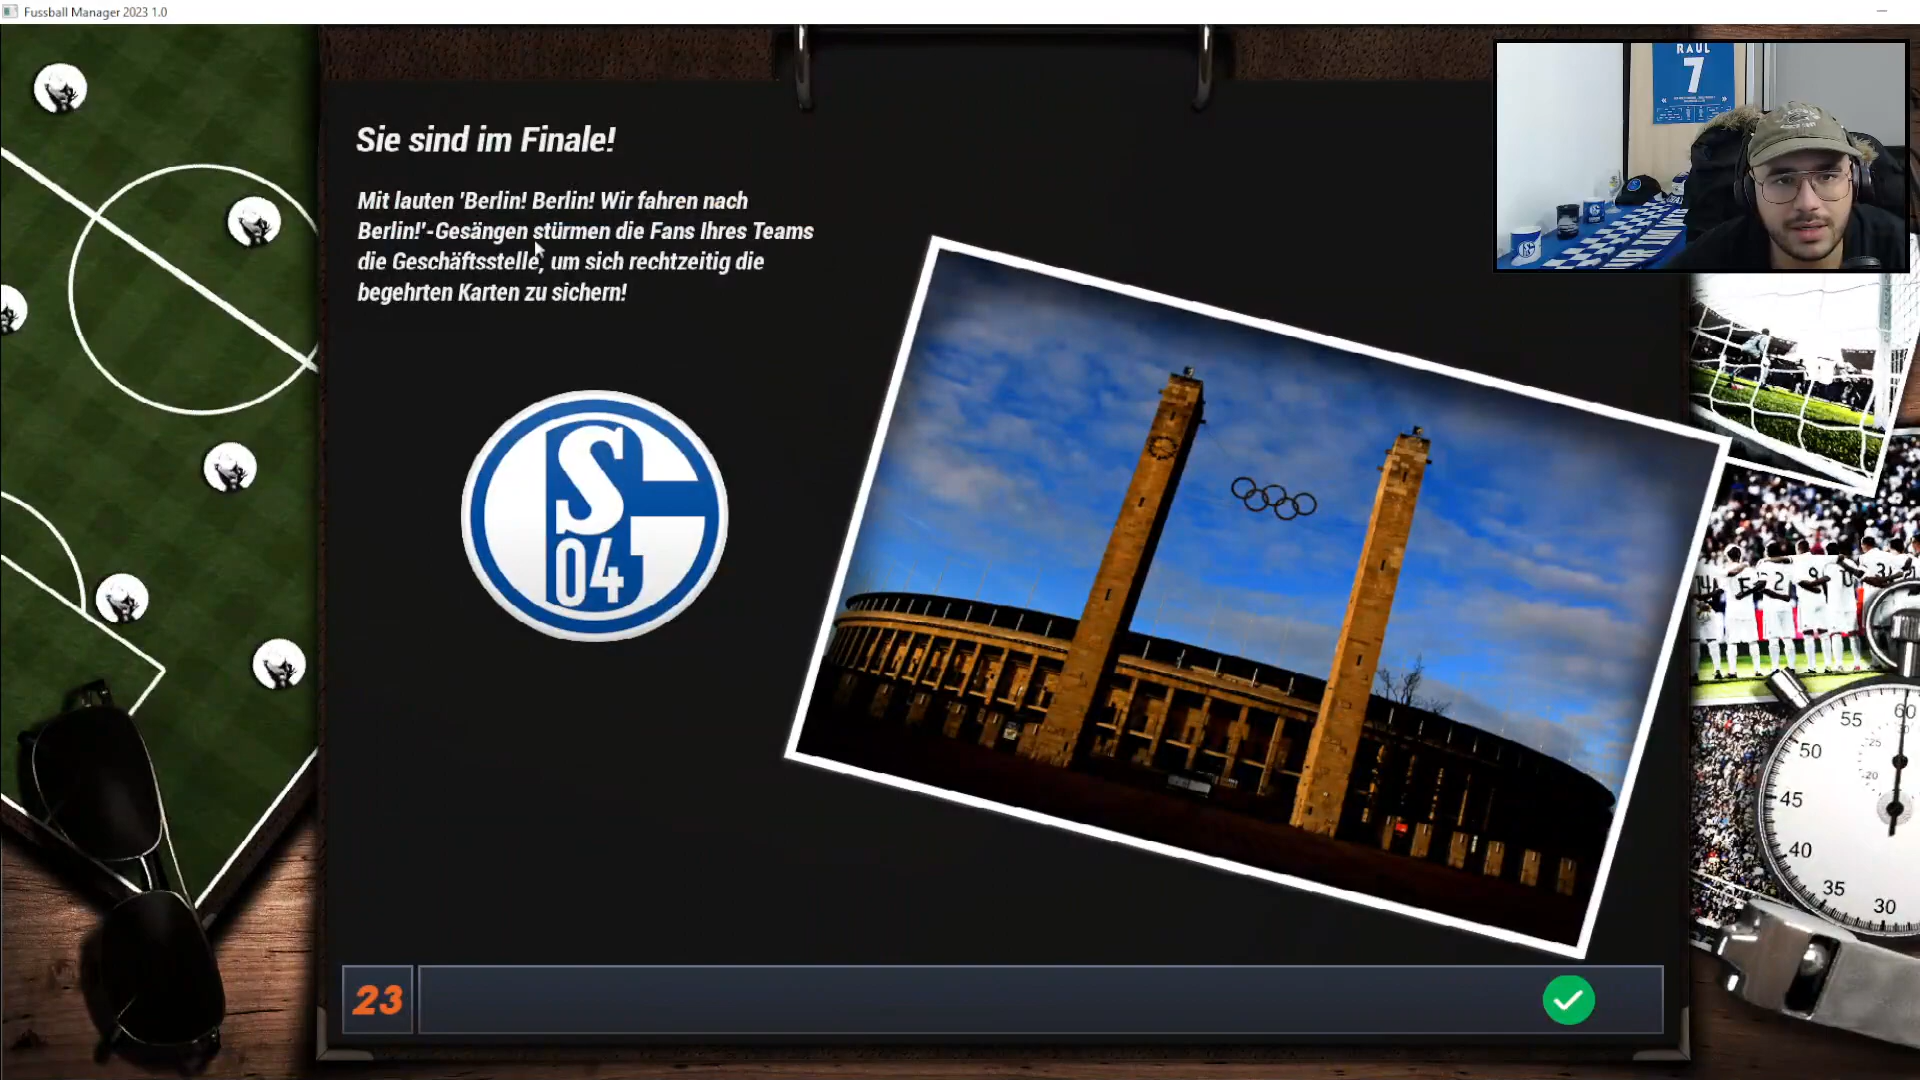 Fussball Manager 2023 1.0
RAUL
7
Sie sind im Finale!
Mit lauten 'Berlin! Berlin! Wir fahren nach
Berlin!'-Gesängen stürmen die Fans Ihres Teams
die Geschäftsstelle, um sich rechtzeitig die
begehrten Karten zu sichern!
S
04
55
60
50
45
40
35
30
25
20
23